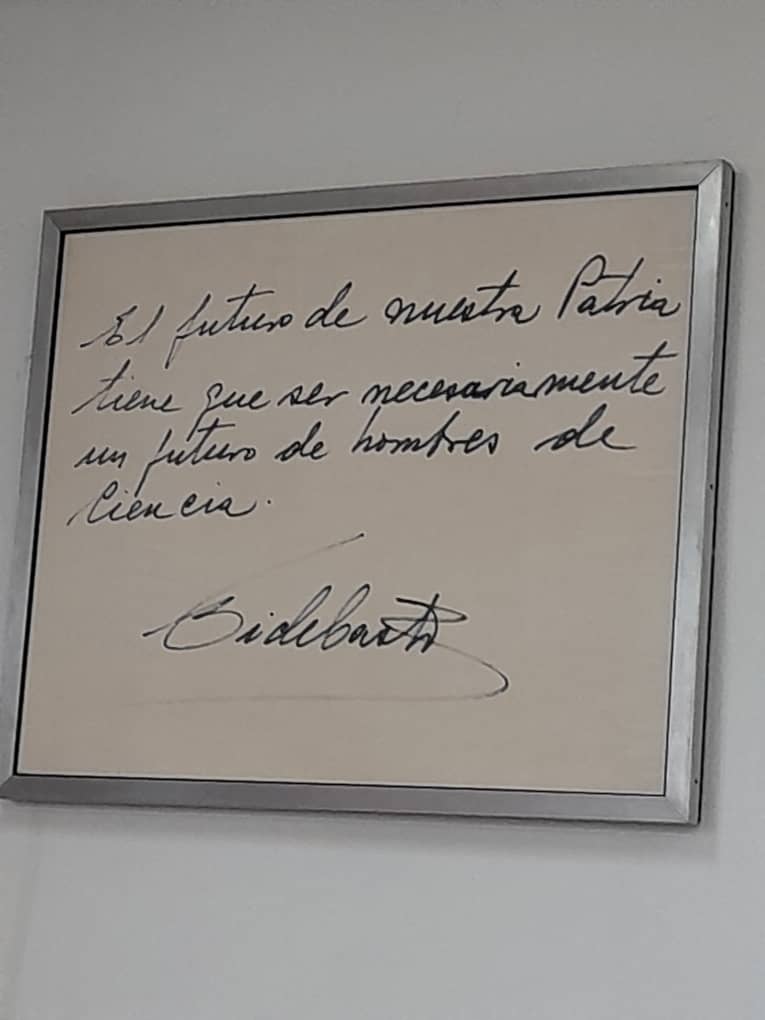 El futuro de nuestra Patria
tiene que ser necesariamente
un futuro de hombres de
Ciencia.
Fidel Castro